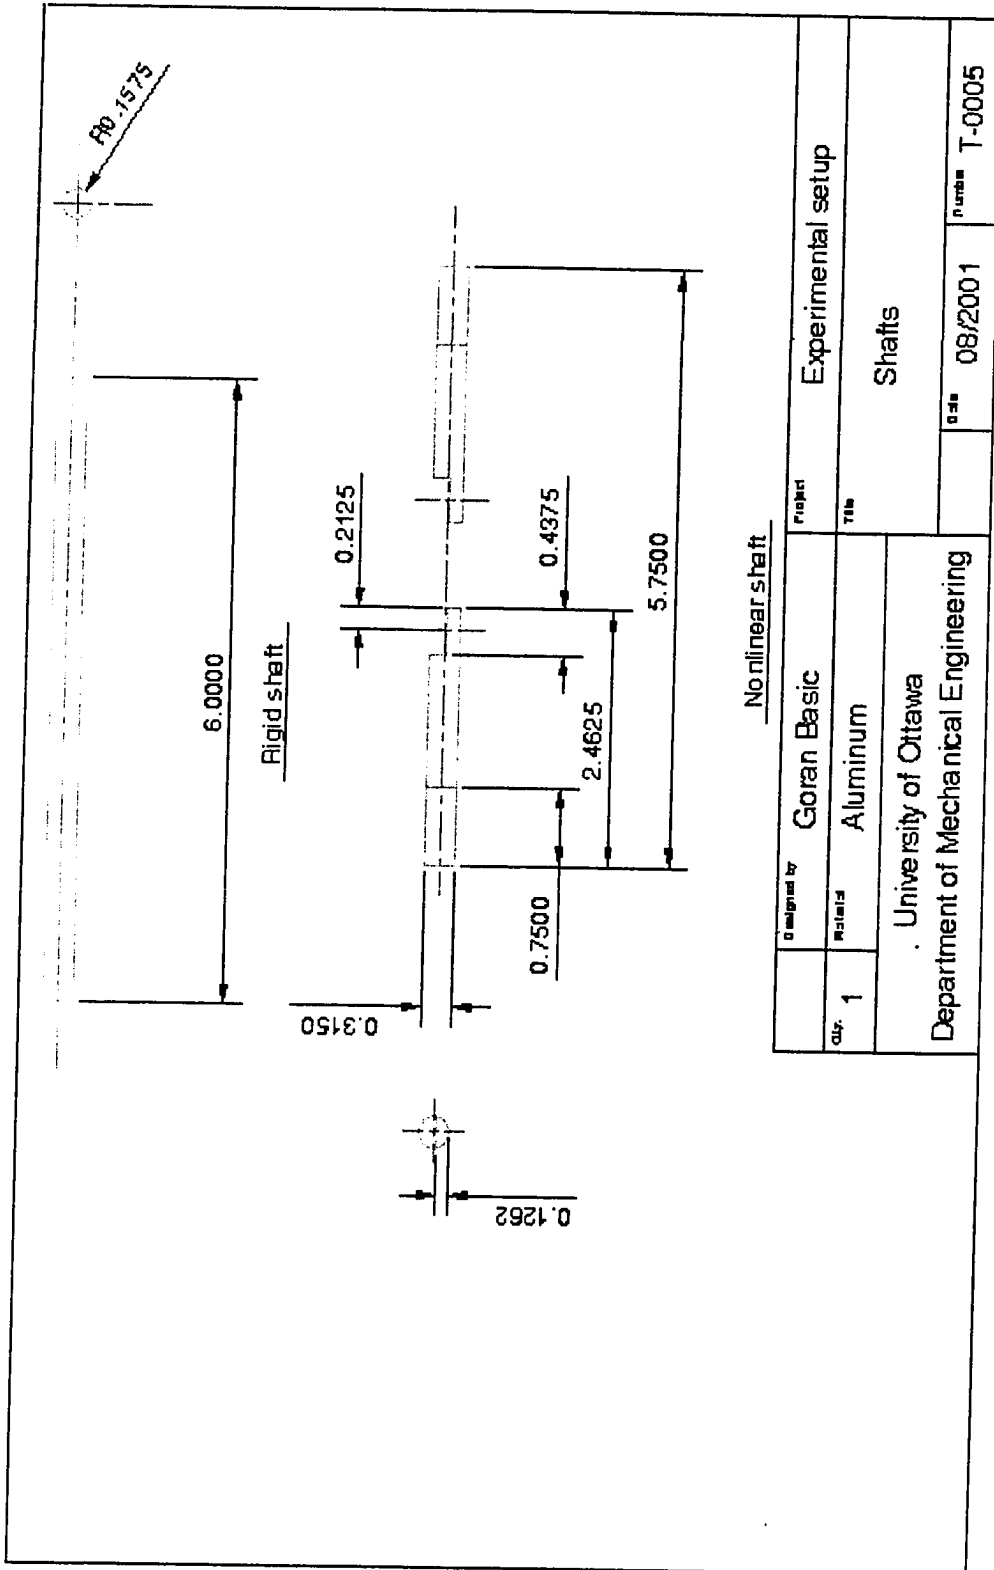 R0.1575
6.0000
Rigid shaft
0.2125
0.4375
0.3150
0.7500
2.4625
5.7500
0.1262
Nonlinear shaft
Designed by
Goran Basic
Project
Experimental setup
Qty.
1
Material
Aluminum
Title
Shafts
University of Ottawa
Department of Mechanical Engineering
Date
08/2001
number
T-0005